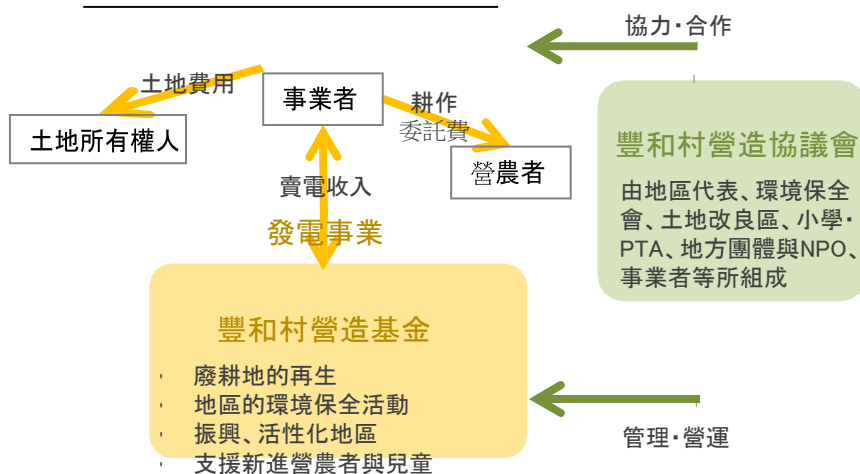 協力·合作
土地費用
事業者
耕作
委託費
土地所有權人
營農者
賣電收入
發電事業
豐和村營造協議會
由地區代表、環境保全
會、土地改良區、小學·
PTA、地方團體與NPO、
事業者等所組成
豐和村營造基金
· 廢耕地的再生
· 地區的環境保全活動
· 振興、活性化地區
· 支援新進營農者與兒童
管理·營運